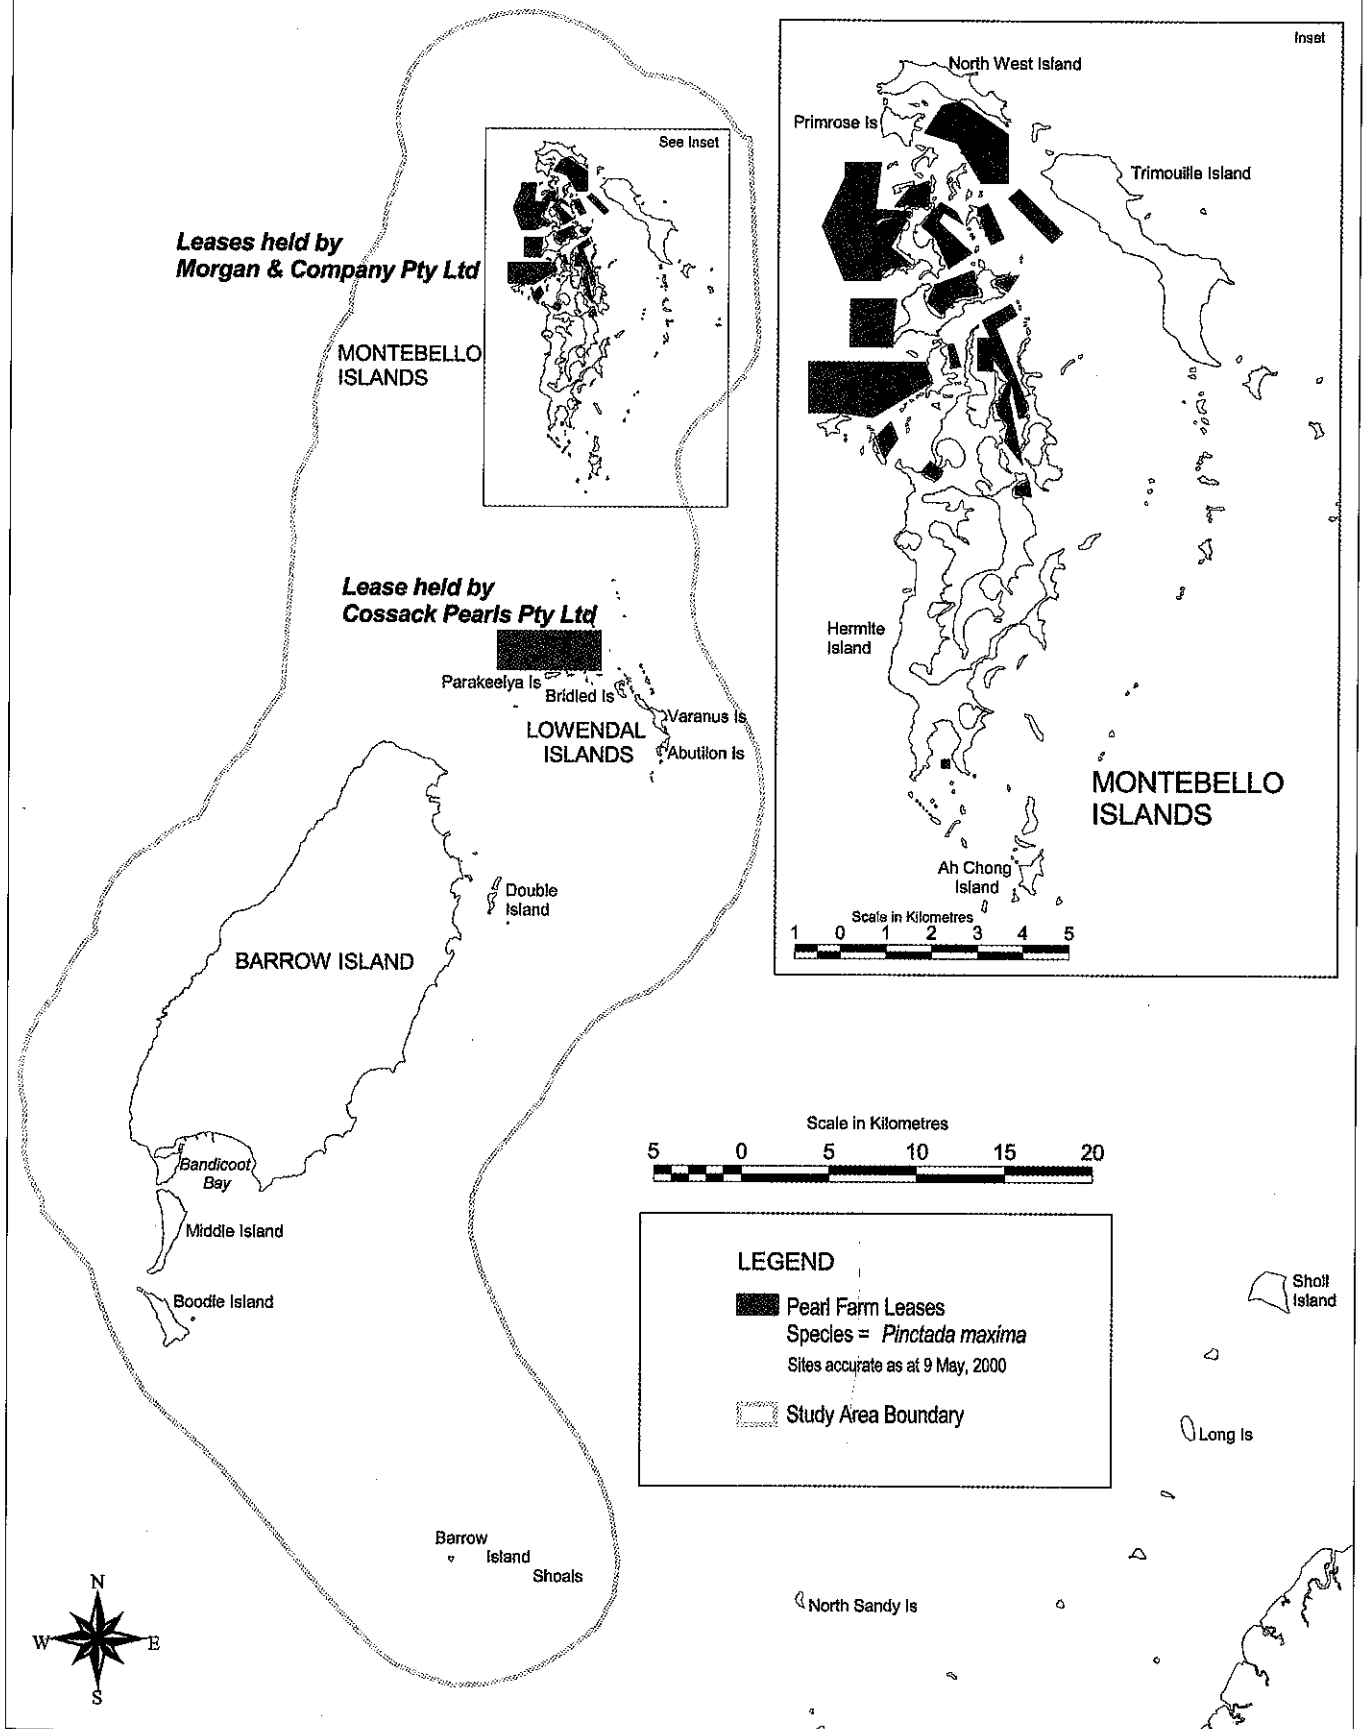 Inset
North West Island
Primrose Is
Trimouille Island
See Inset
Leases held by
Morgan & Company Pty Ltd
MONTEBELLO
ISLANDS
Lease held by
Cossack Pearls Pty Ltd
Parakeelya Is
Bridled Is
LOWENDAL
ISLANDS
Varanus Is
Abutilon Is
Hermite
Island
MONTEBELLO
ISLANDS
Ah Chong
Island
Scale in Kilometres
1 0 1 2 3 4 5
Double
Island
BARROW ISLAND
Bandicoot
Bay
Middle Island
Boodie Island
Scale in Kilometres
5 0 5 10 15 20
LEGEND
Pearl Farm Leases
Species = Pinctada maxima
Sites accurate as at 9 May, 2000
Study Area Boundary
Sholl
Island
Long Is
Barrow
Island
Shoals
North Sandy Is
N
W E
S